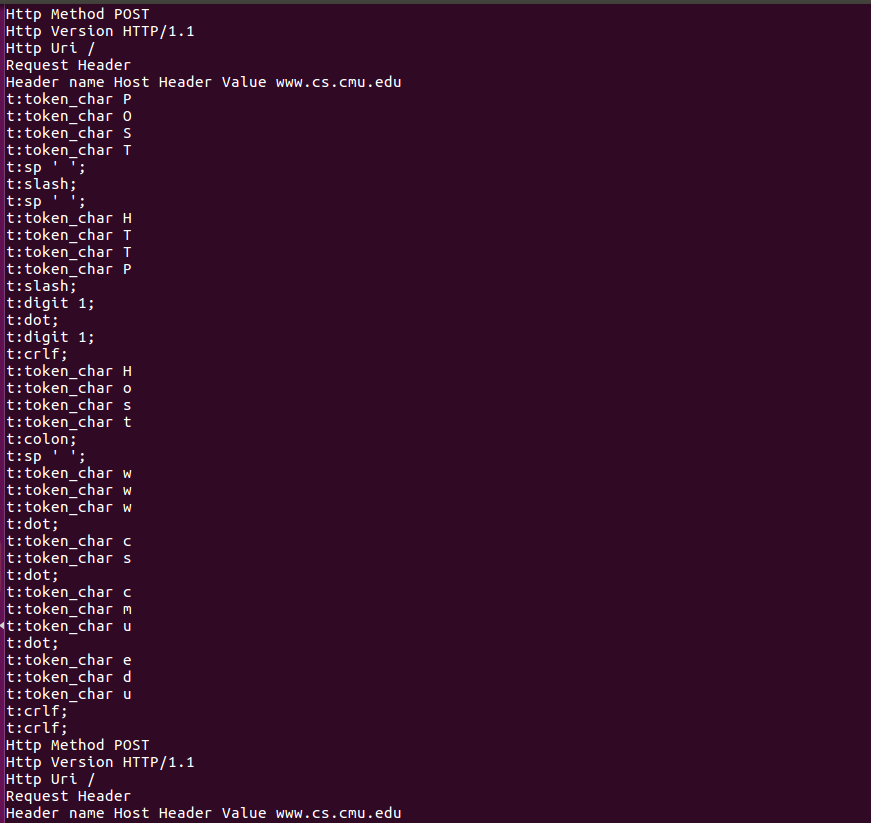 Http Method POST
Http Version HTTP/1.1
Http Uri /
Request Header
Header name Host Header Value www.cs.cmu.edu
t:token_char P
t:token_char O
t:token_char S
t:token_char T
t:sp ' ';
t:slash;
t:sp ' ';
t:token_char H
t:token_char T
t:token_char T
t:token_char P
t:slash;
t:digit 1;
t:dot;
t:digit 1;
t:crlf;
t:token_char H
t:token_char o
t:token_char s
t:token_char t
t:colon;
t:sp ' ';
t:token_char w
t:token_char w
t:token_char w
t:dot;
t:token_char c
t:token_char s
t:dot;
t:token_char c
t:token_char m
t:token_char u
t:dot;
t:token_char e
t:token_char d
t:token_char u
t:crlf;
t:crlf;
Http Method POST
Http Version HTTP/1.1
Http Uri /
Request Header
Header name Host Header Value www.cs.cmu.edu